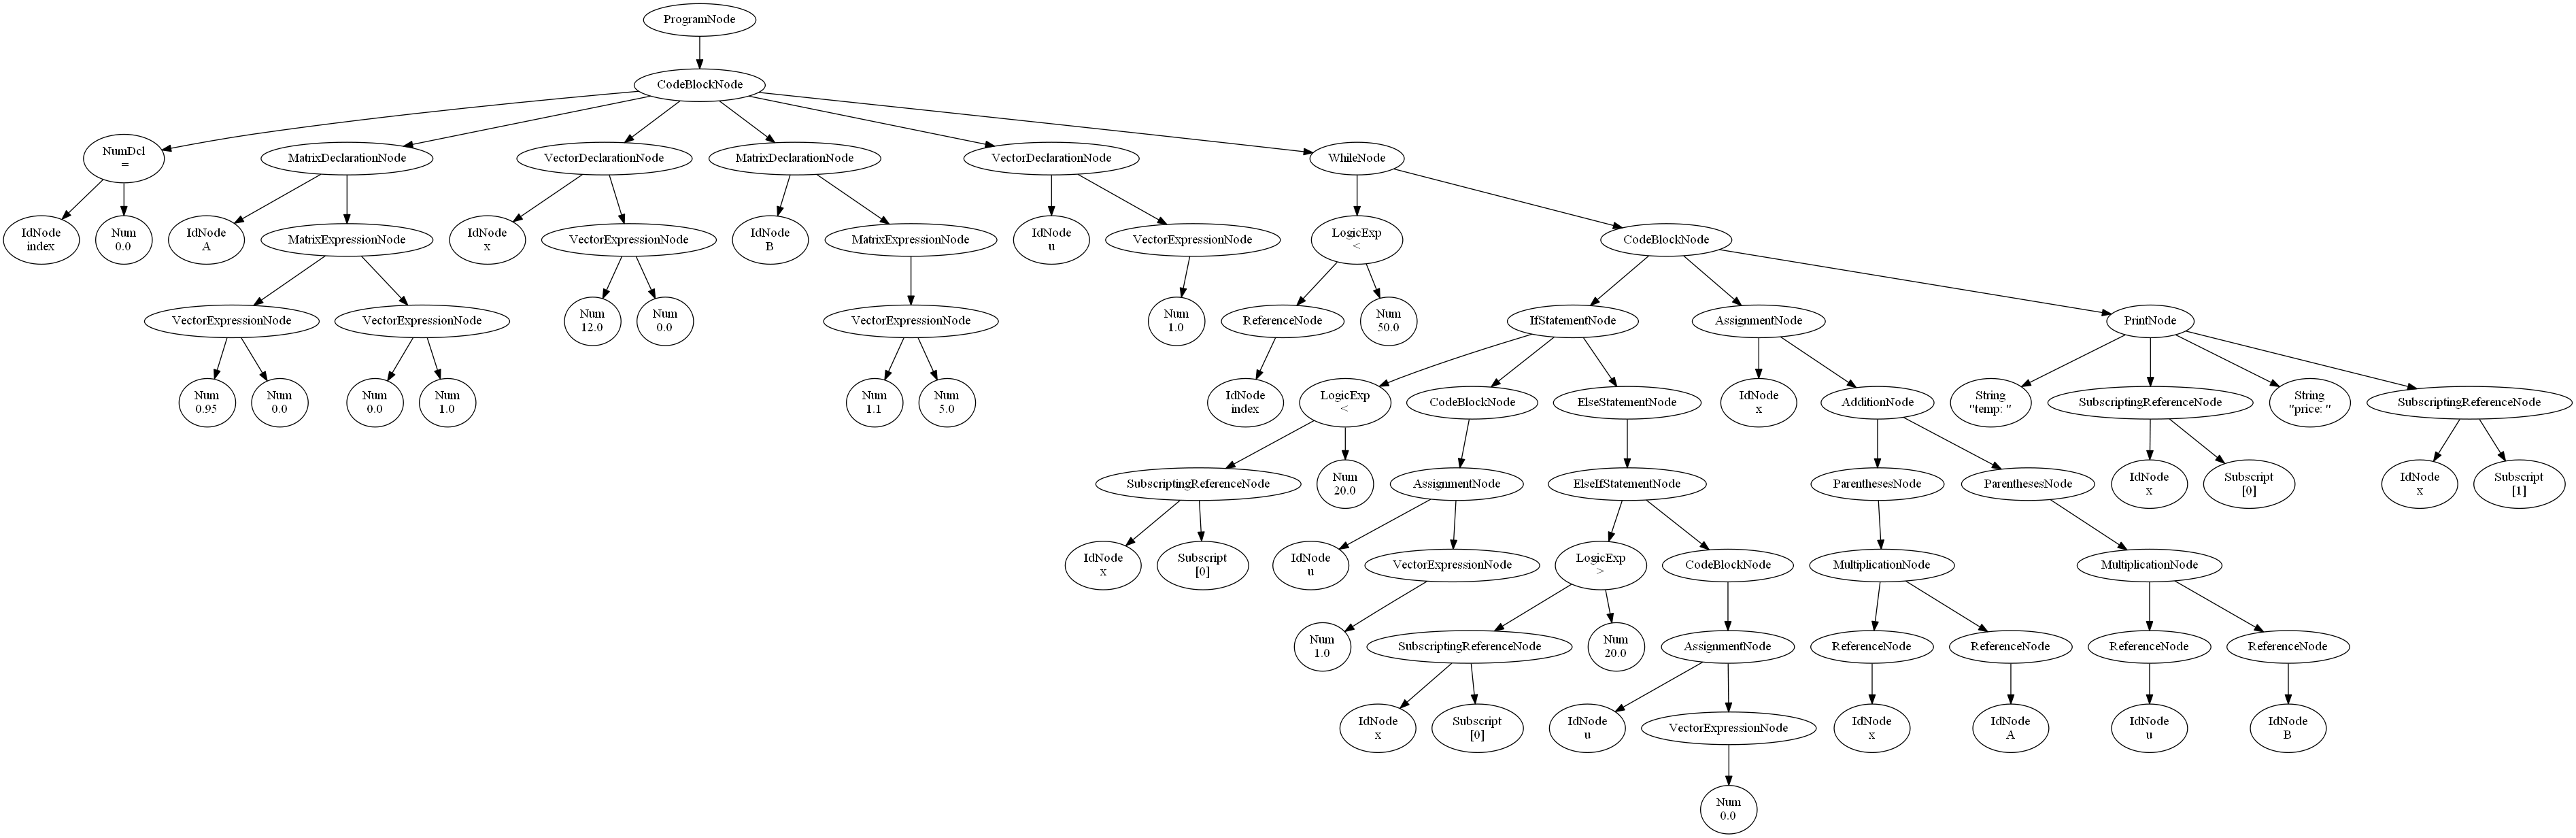 ProgramNode
CodeBlockNode
NumDcl
=
MatrixDeclarationNode
VectorDeclarationNode
MatrixDeclarationNode
VectorDeclarationNode
WhileNode
IdNode
index
Num
0.0
IdNode
A
MatrixExpressionNode
IdNode
x
VectorExpressionNode
IdNode
B
MatrixExpressionNode
IdNode
u
VectorExpressionNode
LogicExp
<
CodeBlockNode
VectorExpressionNode
VectorExpressionNode
Num
12.0
Num
0.0
VectorExpressionNode
Num
1.0
ReferenceNode
Num
50.0
IfStatementNode
AssignmentNode
PrintNode
Num
0.95
Num
0.0
Num
0.0
Num
1.0
Num
1.1
Num
5.0
IdNode
index
LogicExp
<
CodeBlockNode
ElseStatementNode
IdNode
x
AdditionNode
String
"temp: "
SubscriptingReferenceNode
String
"price: "
SubscriptingReferenceNode
SubscriptingReferenceNode
Num
20.0
AssignmentNode
ElseIfStatementNode
ParenthesesNode
ParenthesesNode
IdNode
x
Subscript
[0]
IdNode
x
Subscript
[1]
IdNode
x
Subscript
[0]
IdNode
u
VectorExpressionNode
LogicExp
>
CodeBlockNode
MultiplicationNode
MultiplicationNode
Num
1.0
SubscriptingReferenceNode
Num
20.0
AssignmentNode
ReferenceNode
ReferenceNode
ReferenceNode
ReferenceNode
IdNode
x
Subscript
[0]
IdNode
u
VectorExpressionNode
IdNode
x
IdNode
A
IdNode
u
IdNode
B
Num
0.0